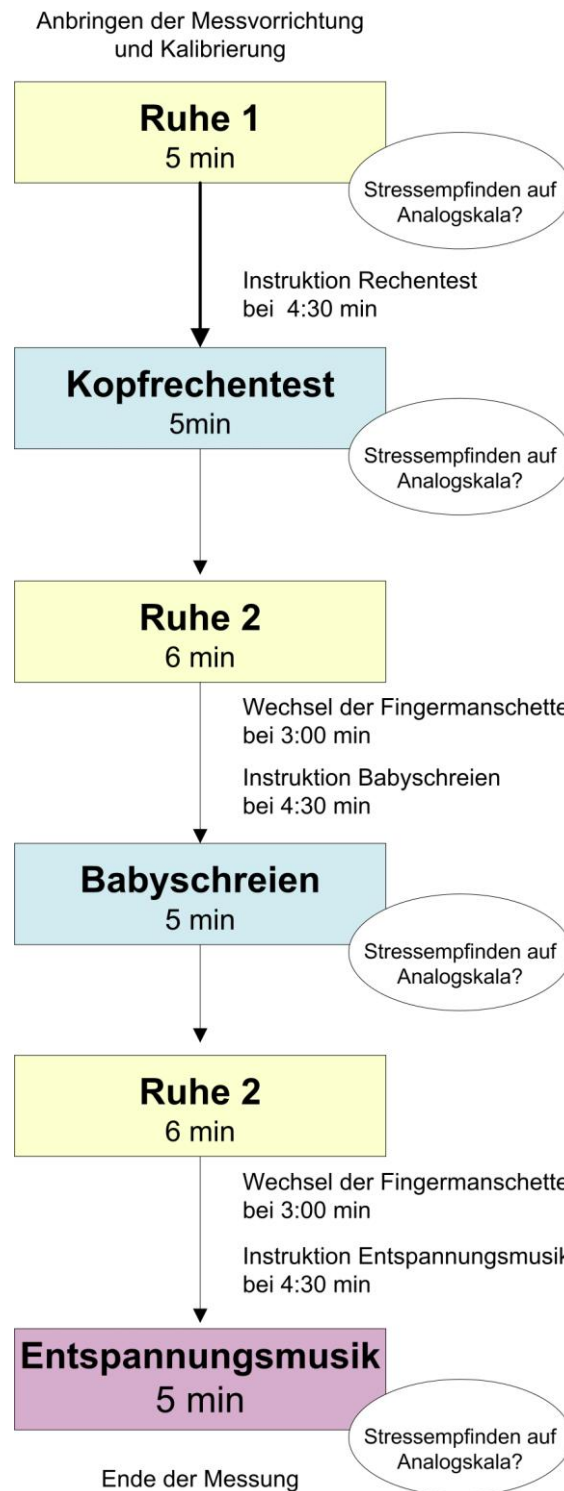 Anbringen der Messvorrichtung
und Kalibrierung
Ruhe 1
5 min
Stressempfinden auf
Analogskala?
Instruktion Rechentest
bei 4:30 min
Kopfrechentest
5min
Stressempfinden auf
Analogskala?
Ruhe 2
6 min
Wechsel der Fingermanschette
bei 3:00 min
Instruktion Babyschreien
bei 4:30 min
Babyschreien
5 min
Stressempfinden auf
Analogskala?
Ruhe 2
6 min
Wechsel der Fingermanschette
bei 3:00 min
Instruktion Entspannungsmusik
bei 4:30 min
Entspannungsmusik
5 min
Stressempfinden auf
Analogskala?
Ende der Messung